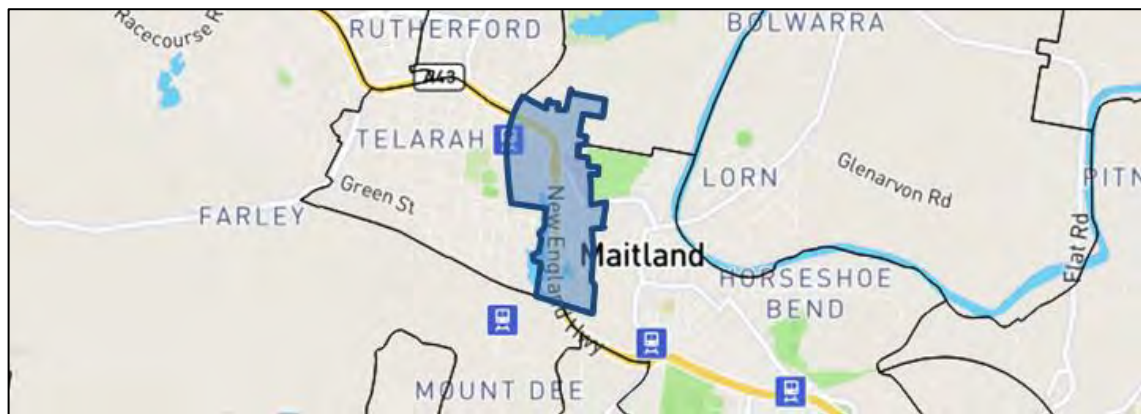 Racecourse R
RUTHERFORD
BOLWARRA
A43
TELARAH
LORN
Glenarvon Rd
PITN
Green St
FARLEY
New England Hwy
Maitland
Flat Rd
HORSESHOE
BEND
MOUNT DEE